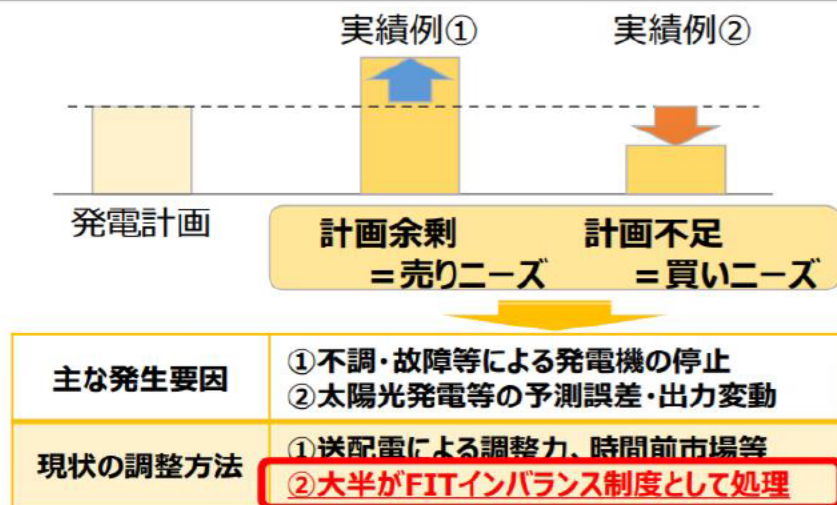 実績例①
実績例②
発電計画
計画余剰
=売りニーズ
計画不足
=買いニーズ
主な発生要因
①不調・故障等による発電機の停止
②太陽光発電等の予測誤差・出力変動
現状の調整方法
①送配電による調整力、時間前市場等
②大半がFITインバランス制度として処理